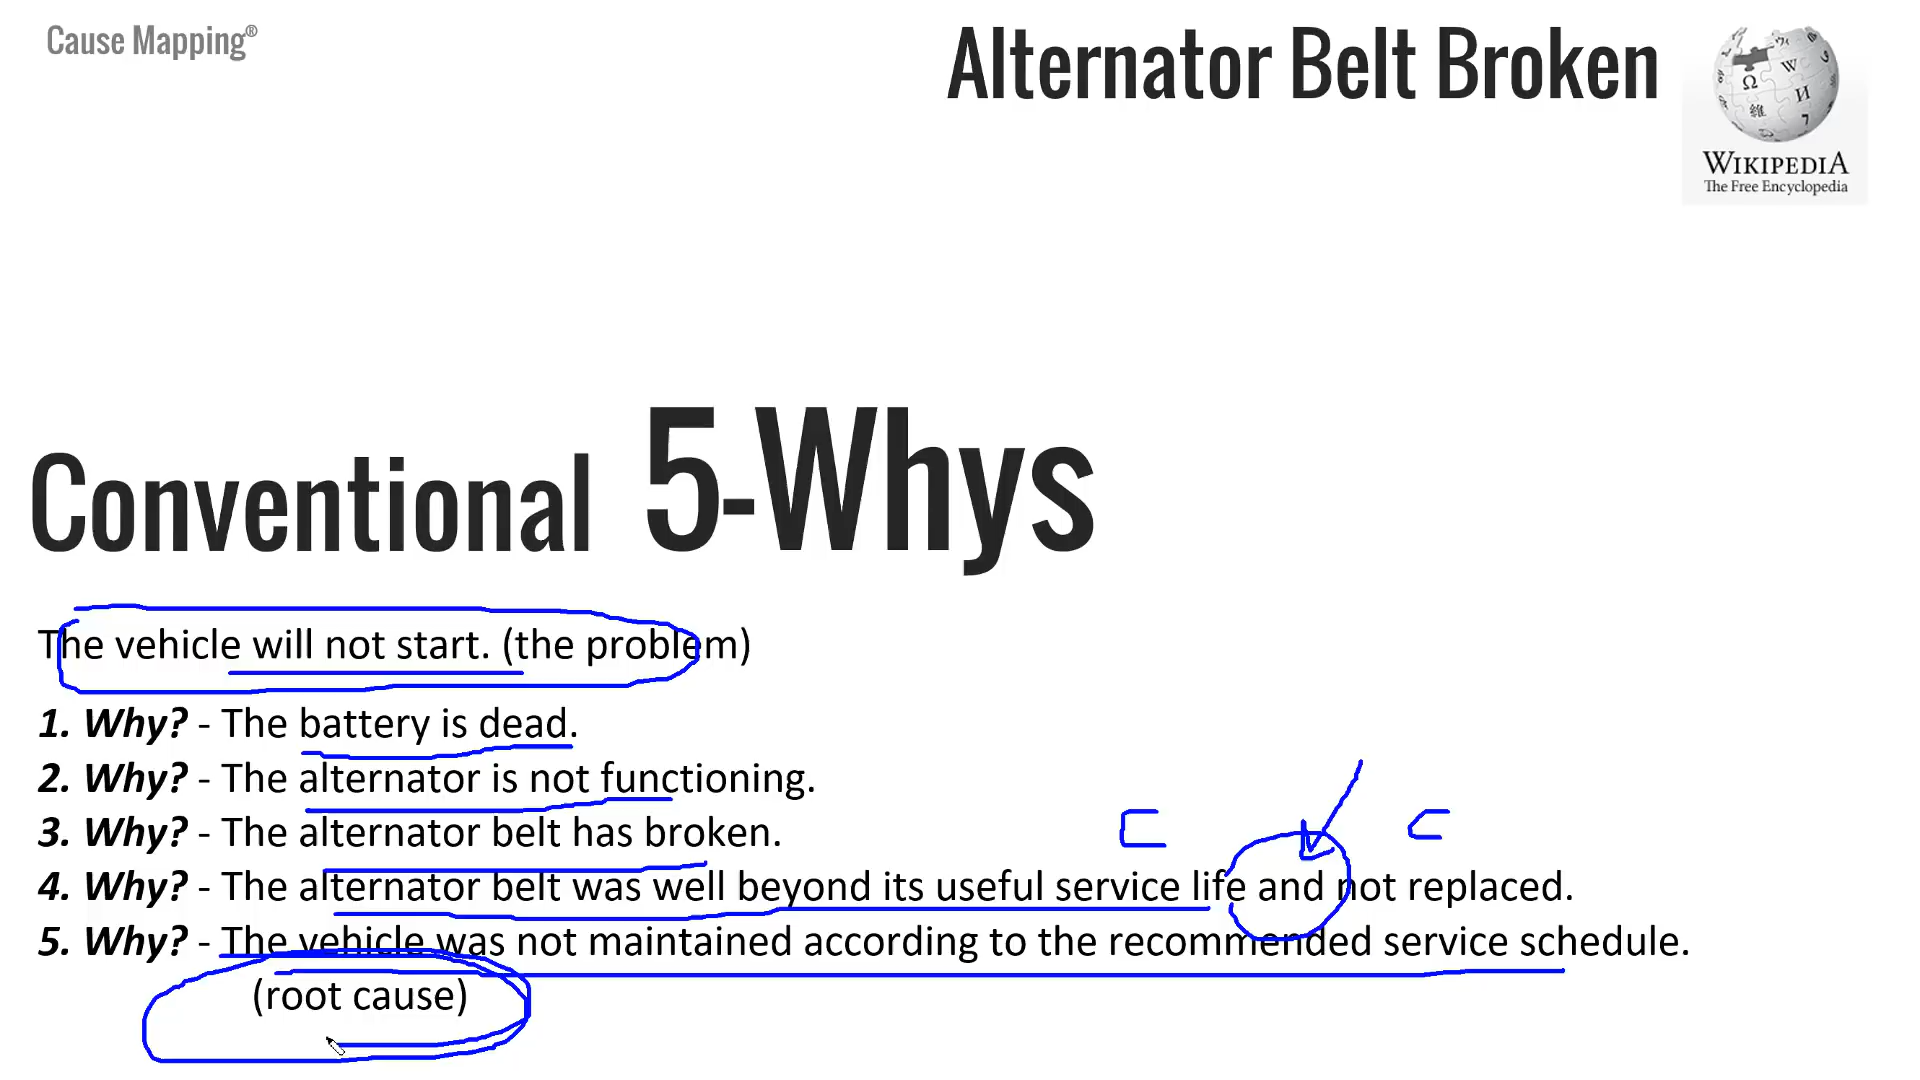 Cause Mapping®
Alternator Belt Broken
Ω W И
維 7
WIKIPEDIA
The Free Encyclopedia
Conventional 5-Whys
The vehicle will not start. (the problem)
1. Why? - The battery is dead.
2. Why? - The alternator is not functioning.
3. Why? - The alternator belt has broken.
C C
4. Why? - The alternator belt was well beyond its useful service life and not replaced.
5. Why? - The vehicle was not maintained according to the recommended service schedule.
(root cause)